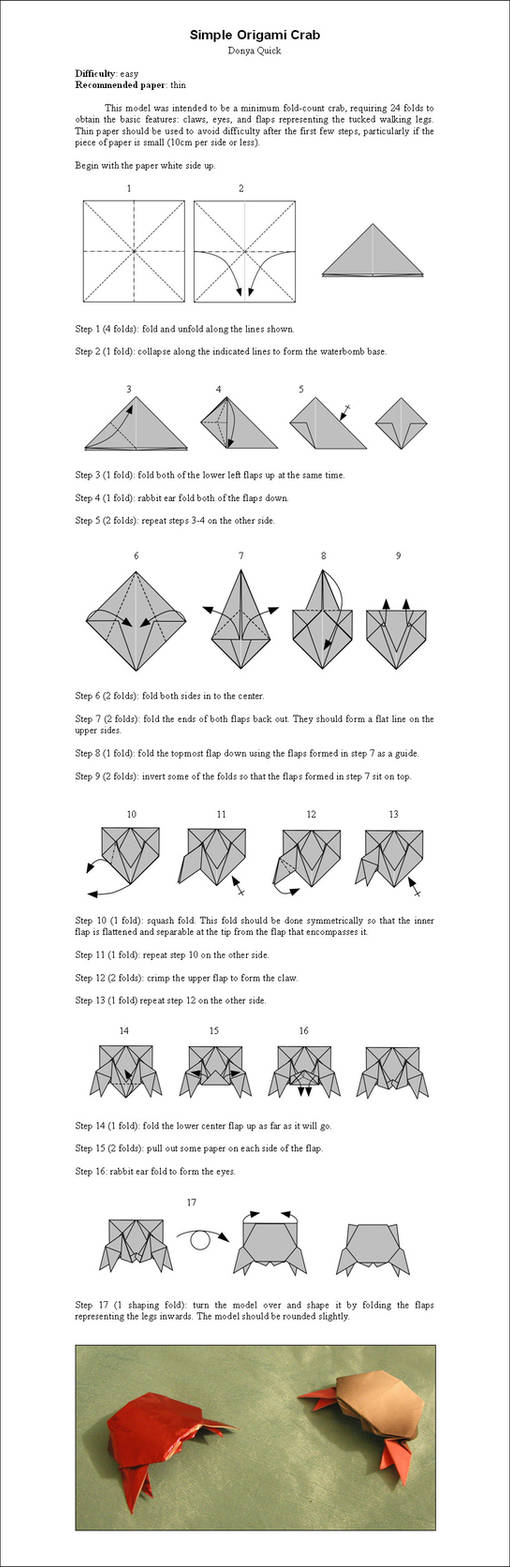 Simple Origami Crab
Donya Quick
Difficulty: easy
Recommended paper: thin
This model was intended to be a minimum fold-count crab, requiring 24 folds to
obtain the basic features: claws, eyes, and flaps representing the tucked walking legs.
Thin paper should be used to avoid difficulty after the first few steps, particularly if the
piece of paper is small (10cm per side or less).
Begin with the paper white side up.
1 2
Step 1 (4 folds): fold and unfold along the lines shown.
Step 2 (1 fold): collapse along the indicated lines to form the waterbomb base.
3 4 5
Step 3 (1 fold): fold both of the lower left flaps up at the same time.
Step 4 (1 fold): rabbit ear fold both of the flaps down.
Step 5 (2 folds): repeat steps 3-4 on the other side.
6 7 8 9
Step 6 (2 folds): fold both sides in to the center.
Step 7 (2 folds): fold the ends of both flaps back out. They should form a flat line on the
upper sides.
Step 8 (1 fold): fold the topmost flap down using the flaps formed in step 7 as a guide.
Step 9 (2 folds): invert some of the folds so that the flaps formed in step 7 sit on top.
10 11 12 13
Step 10 (1 fold): squash fold. This fold should be done symmetrically so that the inner
flap is flattened and separable at the tip from the flap that encompasses it.
Step 11 (1 fold): repeat step 10 on the other side.
Step 12 (2 folds): crimp the upper flap to form the claw.
Step 13 (1 fold) repeat step 12 on the other side.
14 15 16
Step 14 (1 fold): fold the lower center flap up as far as it will go.
Step 15 (2 folds): pull out some paper on each side of the flap.
Step 16: rabbit ear fold to form the eyes.
17
Step 17 (1 shaping fold): turn the model over and shape it by folding the flaps
representing the legs inwards. The model should be rounded slightly.